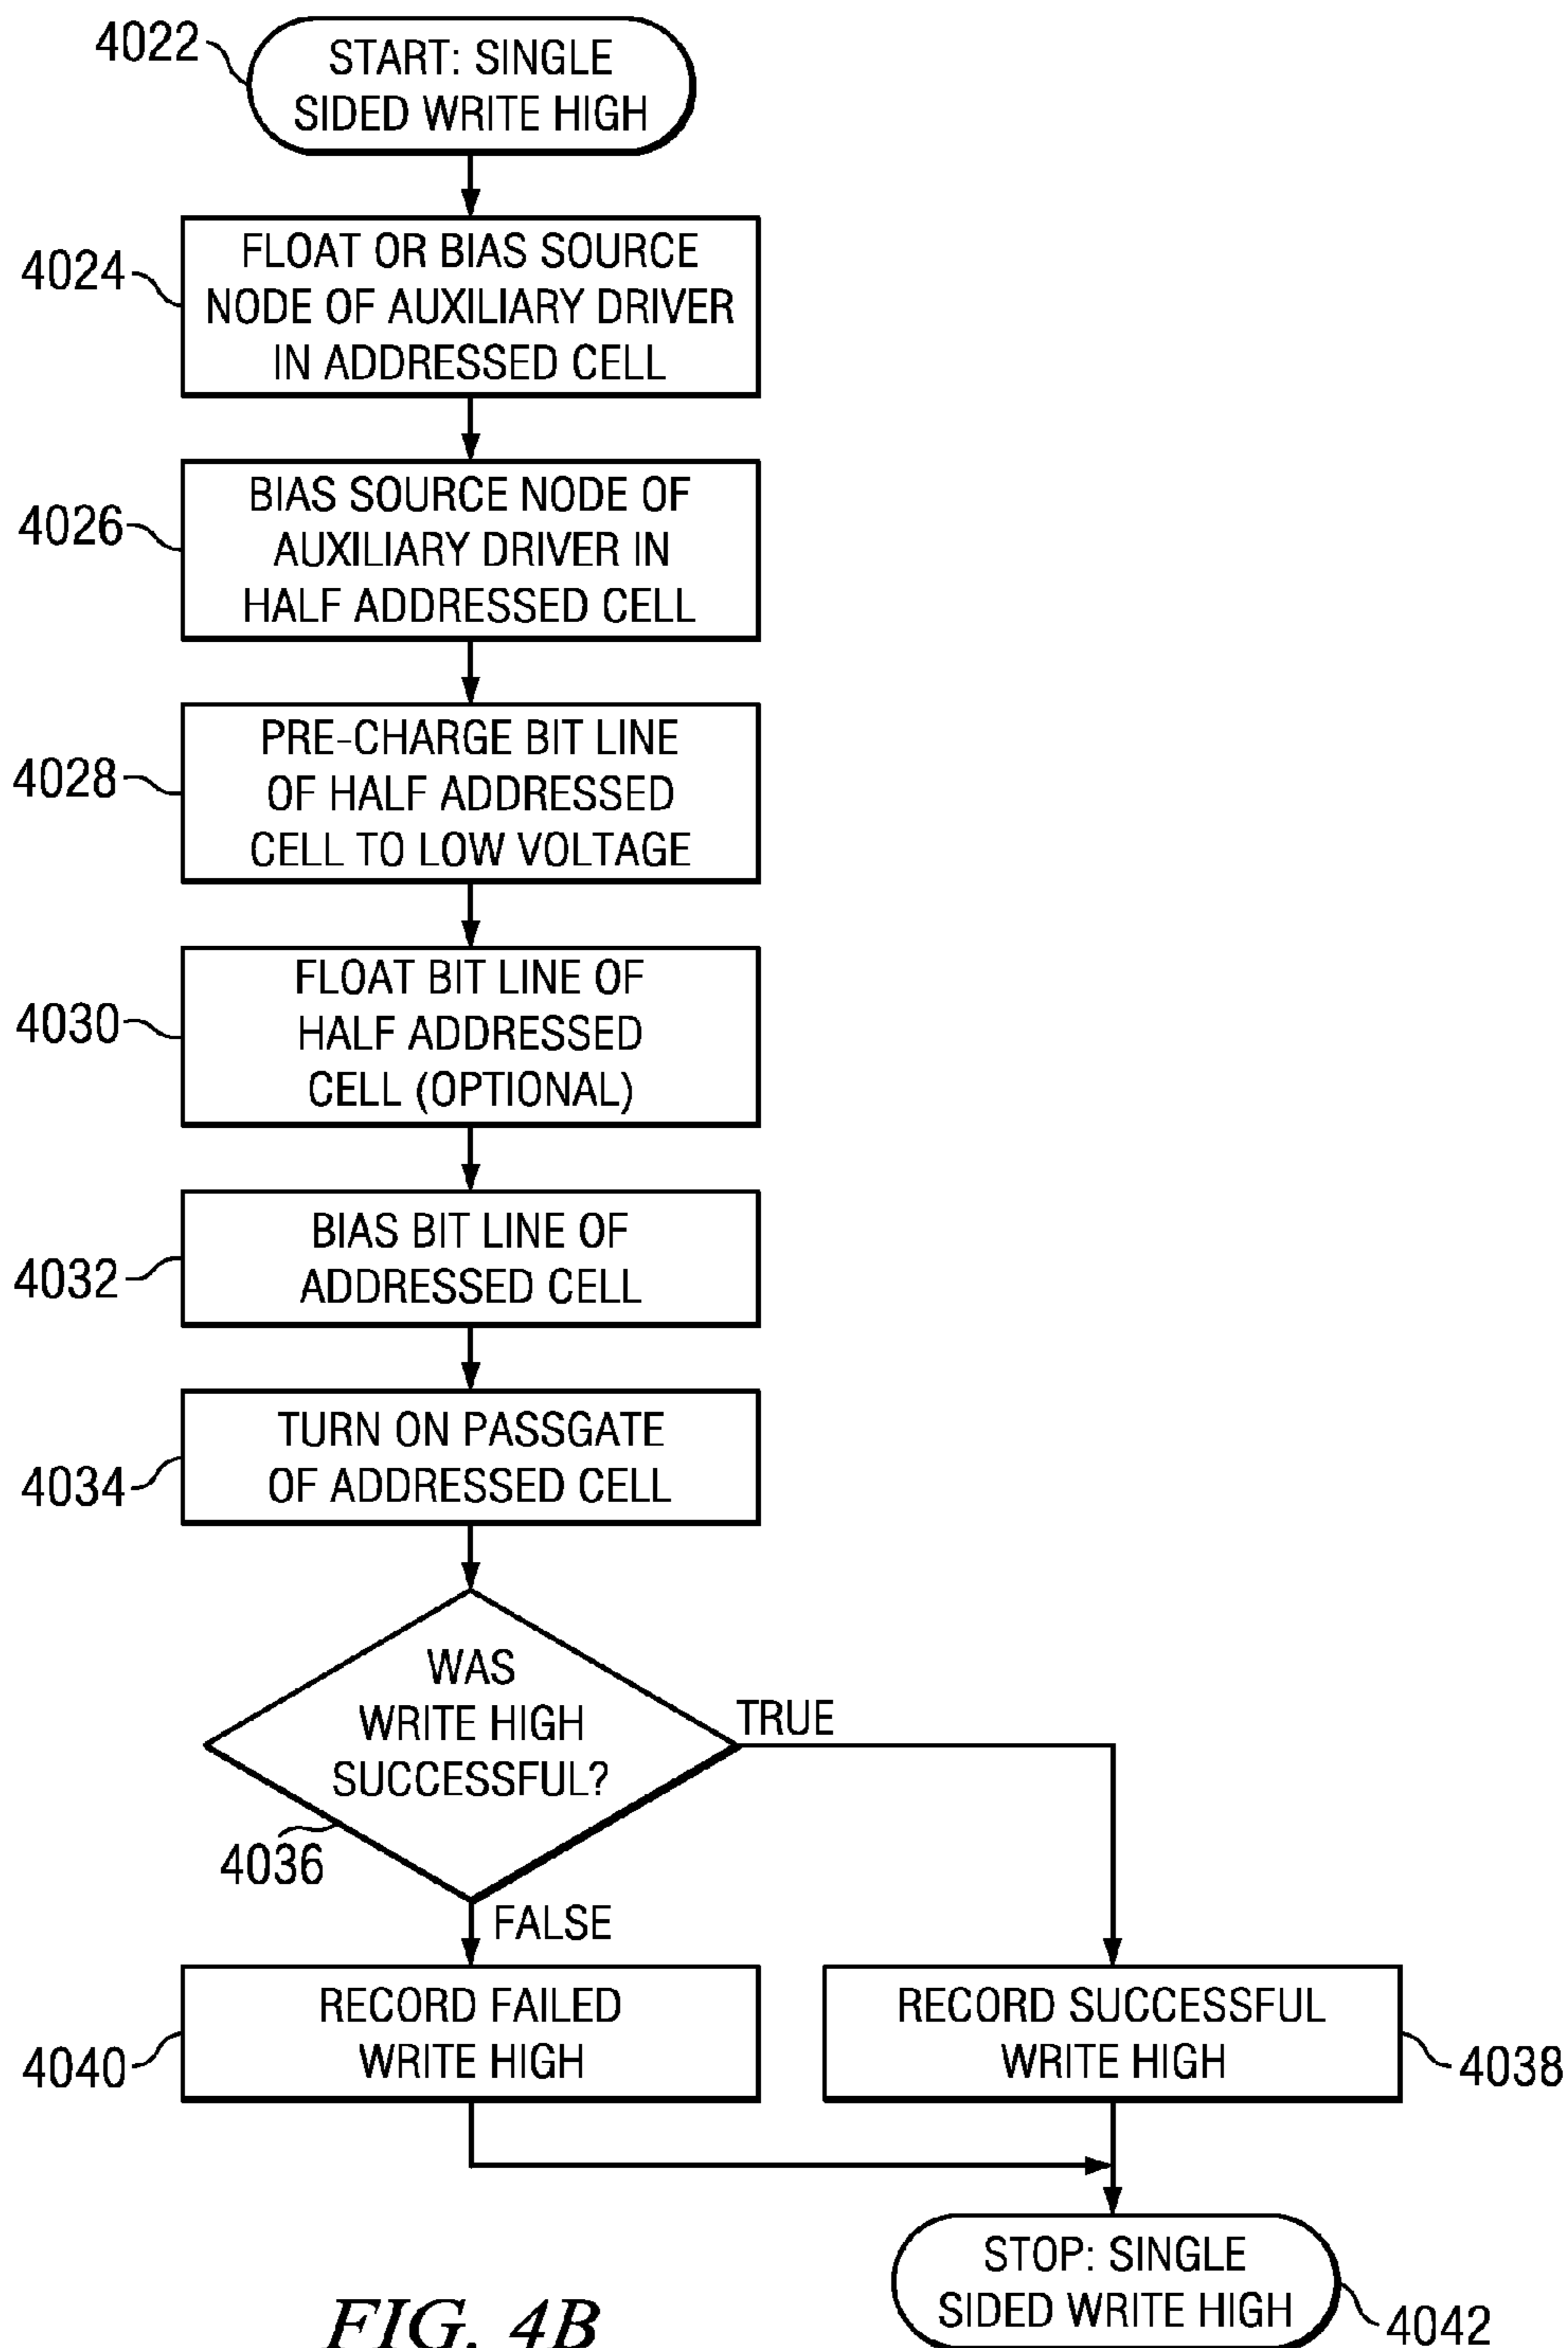 4022
START: SINGLE
SIDED WRITE HIGH
4024
FLOAT OR BIAS SOURCE
NODE OF AUXILIARY DRIVER
IN ADDRESSED CELL
4026
BIAS SOURCE NODE OF
AUXILIARY DRIVER IN
HALF ADDRESSED CELL
4028
PRE-CHARGE BIT LINE
OF HALF ADDRESSED
CELL TO LOW VOLTAGE
4030
FLOAT BIT LINE OF
HALF ADDRESSED
CELL (OPTIONAL)
4032
BIAS BIT LINE OF
ADDRESSED CELL
4034
TURN ON PASSGATE
OF ADDRESSED CELL
WAS
WRITE HIGH
SUCCESSFUL?
TRUE
4036
FALSE
RECORD FAILED
WRITE HIGH
4040
RECORD SUCCESSFUL
WRITE HIGH
4038
STOP: SINGLE
SIDED WRITE HIGH
4042
FIG. 4B